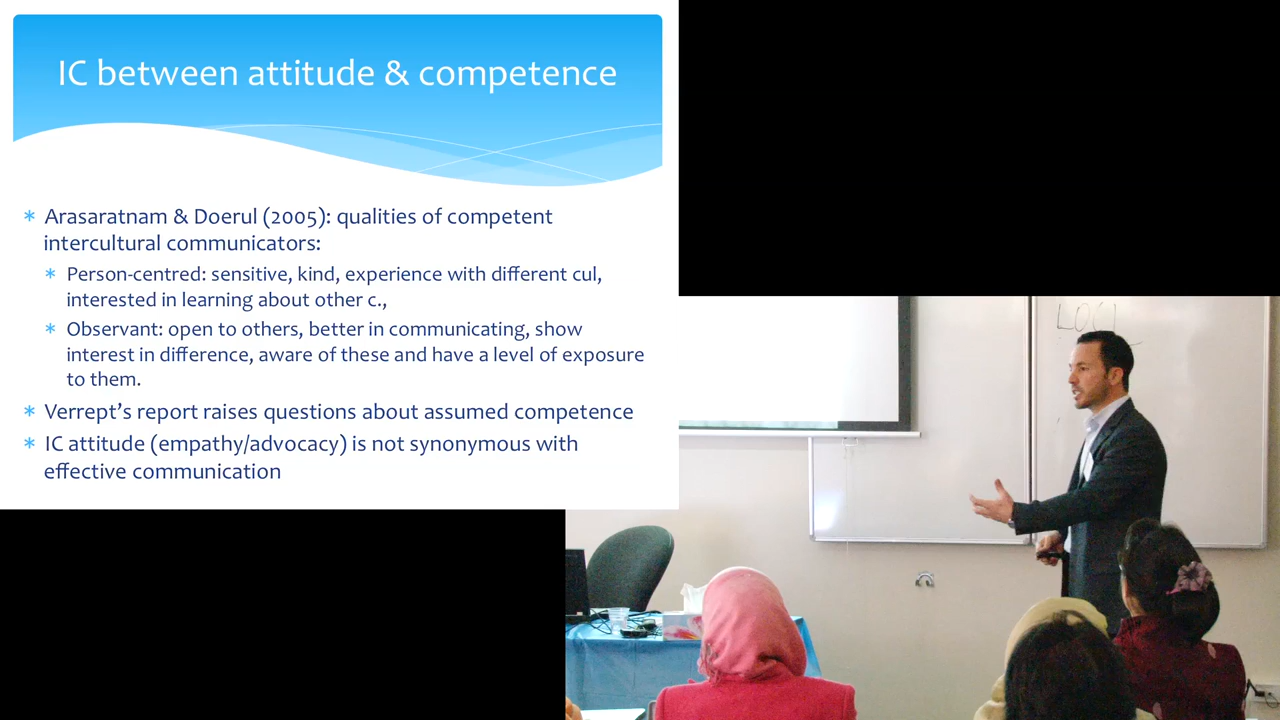 IC between attitude & competence
* Arasaratnam & Doerul (2005): qualities of competent
intercultural communicators:
* Person-centred: sensitive, kind, experience with different cul,
interested in learning about other c.,
* Observant: open to others, better in communicating, show
interest in difference, aware of these and have a level of exposure
to them.
* Verrept's report raises questions about assumed competence
* IC attitude (empathy/advocacy) is not synonymous with
effective communication